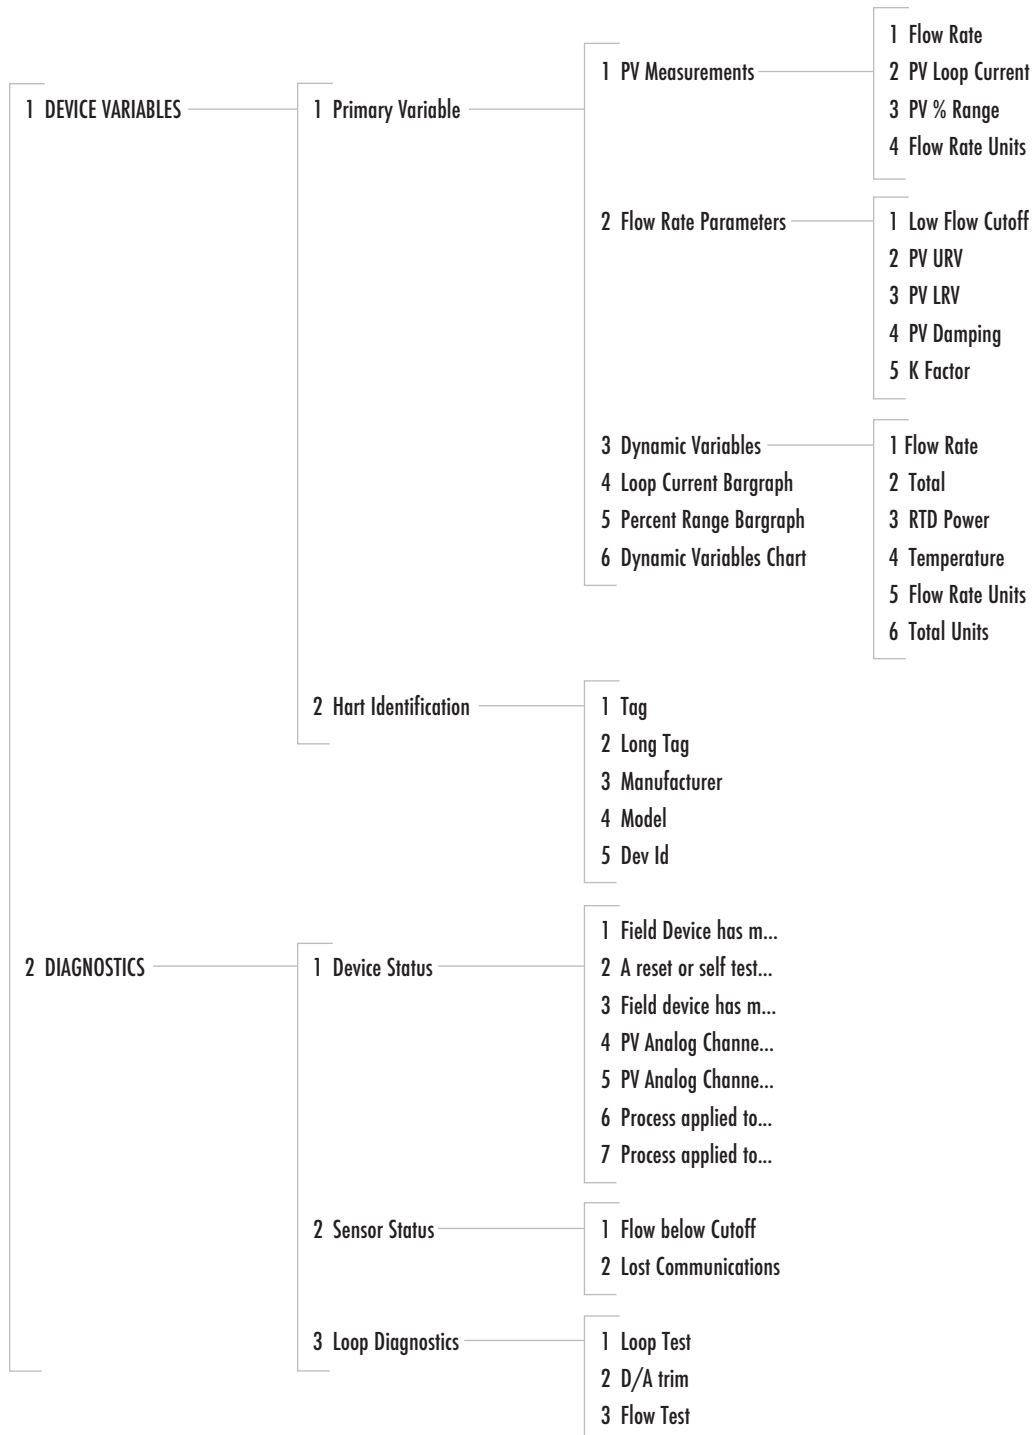 1 DEVICE VARIABLES
1 Primary Variable
1 PV Measurements
1 Flow Rate
2 PV Loop Current
3 PV % Range
4 Flow Rate Units
2 Flow Rate Parameters
1 Low Flow Cutoff
2 PV URV
3 PV LRV
4 PV Damping
5 K Factor
3 Dynamic Variables
1 Flow Rate
2 Total
3 RTD Power
4 Temperature
5 Flow Rate Units
6 Total Units
4 Loop Current Bargraph
5 Percent Range Bargraph
6 Dynamic Variables Chart
2 Hart Identification
1 Tag
2 Long Tag
3 Manufacturer
4 Model
5 Dev Id
2 DIAGNOSTICS
1 Device Status
1 Field Device has m...
2 A reset or self test...
3 Field device has m...
4 PV Analog Channe...
5 PV Analog Channe...
6 Process applied to...
7 Process applied to...
2 Sensor Status
1 Flow below Cutoff
2 Lost Communications
3 Loop Diagnostics
1 Loop Test
2 D/A trim
3 Flow Test